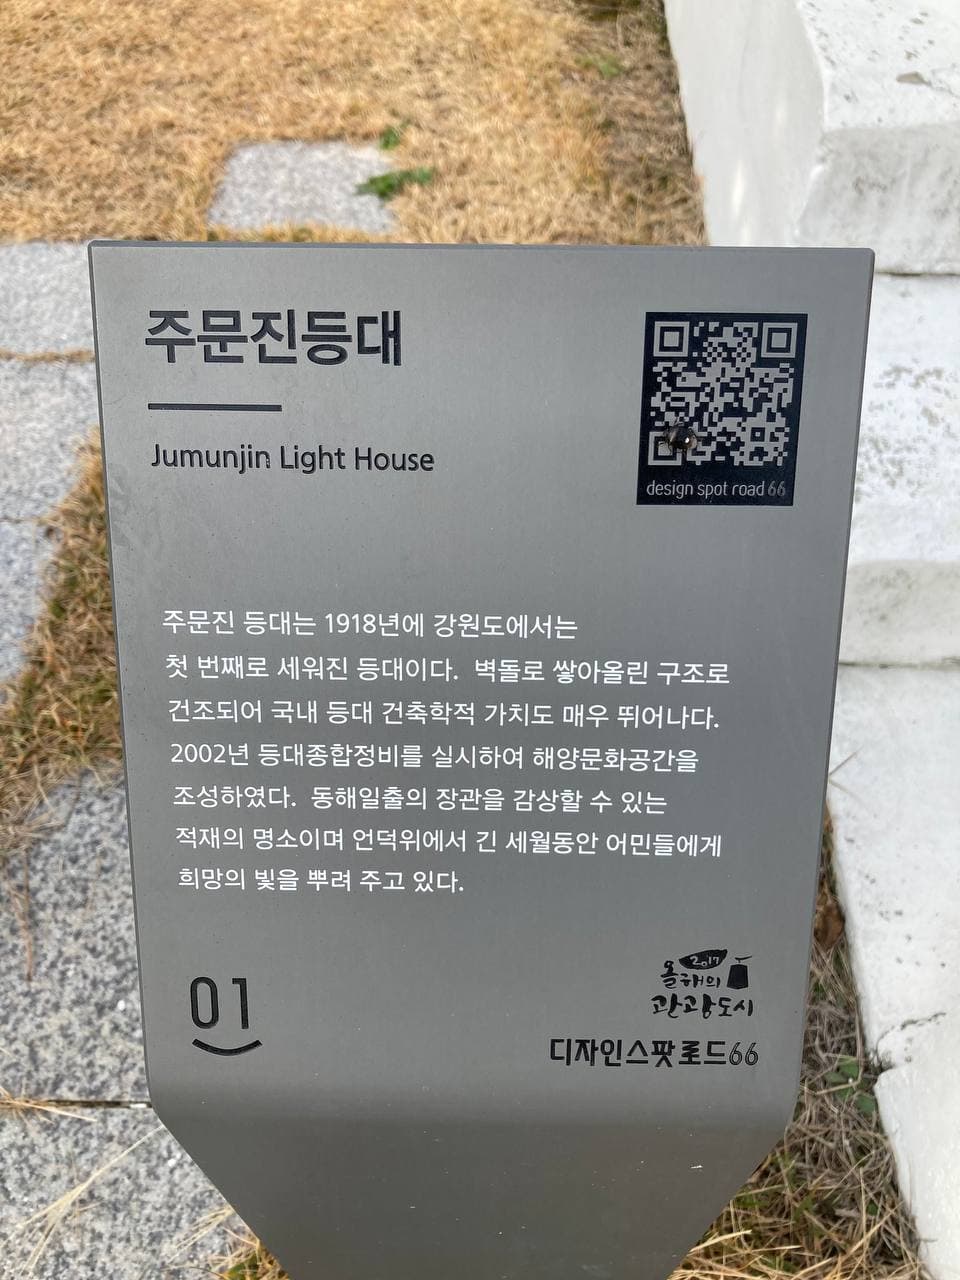 주문진등대
Jumunjin Light House
design spot road 66
주문진 등대는 1918년에 강원도에서는
첫 번째로 세워진 등대이다. 벽돌로 쌓아올린 구조로
건조되어 국내 등대 건축학적 가치도 매우 뛰어나다.
2002년 등대종합정비를 실시하여 해양문화공간을
조성하였다. 동해일출의 장관을 감상할 수 있는
적재의 명소이며 언덕위에서 긴 세월동안 어민들에게
희망의 빛을 뿌려 주고 있다.
01
2017
올해의
관광도시
디자인스팟로드66